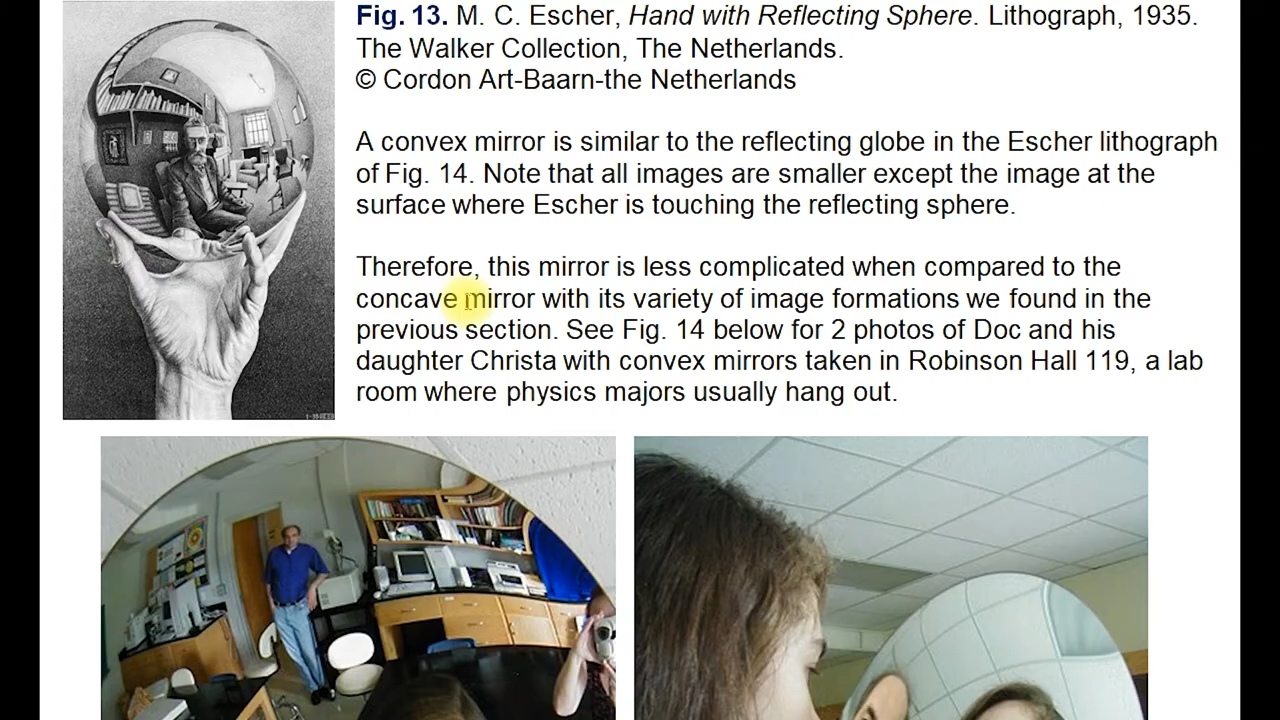 Fig. 13. M. C. Escher, Hand with Reflecting Sphere. Lithograph, 1935.
The Walker Collection, The Netherlands.
© Cordon Art-Baarn-the Netherlands
A convex mirror is similar to the reflecting globe in the Escher lithograph
of Fig. 14. Note that all images are smaller except the image at the
surface where Escher is touching the reflecting sphere.
Therefore, this mirror is less complicated when compared to the
concave mirror with its variety of image formations we found in the
previous section. See Fig. 14 below for 2 photos of Doc and his
daughter Christa with convex mirrors taken in Robinson Hall 119, a lab
room where physics majors usually hang out.